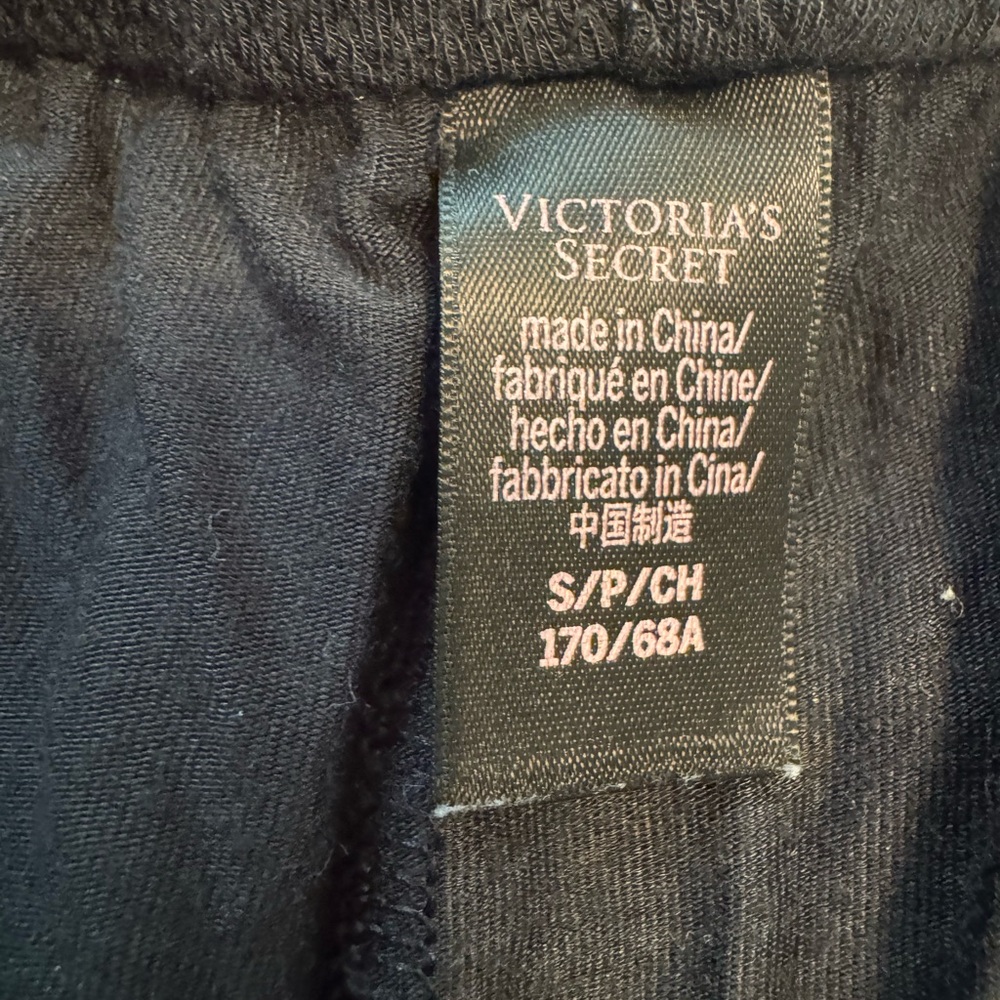 VICTORIA'S
SECRET
made in China/
fabriqué en Chine/
hecho en China/
fabbricato in Cina/
中国制造
S/P/CH
170/68A